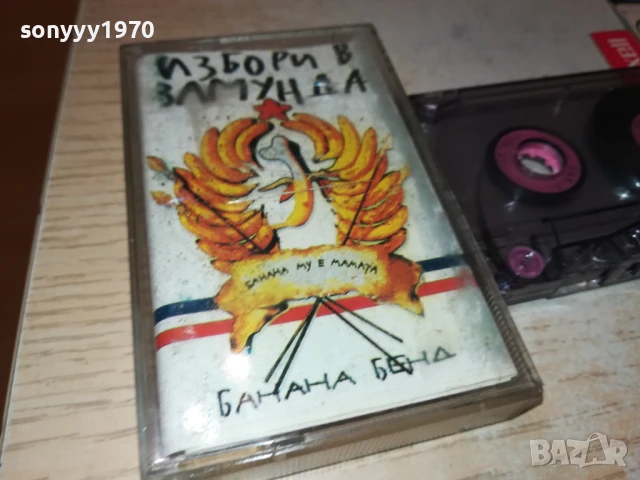 sonyyy1970
ИЗБОРИ В
ЗАМУНДА
БАНАНА МУ Е МАМАТА
БАНАНА БЕНД
BAZAR